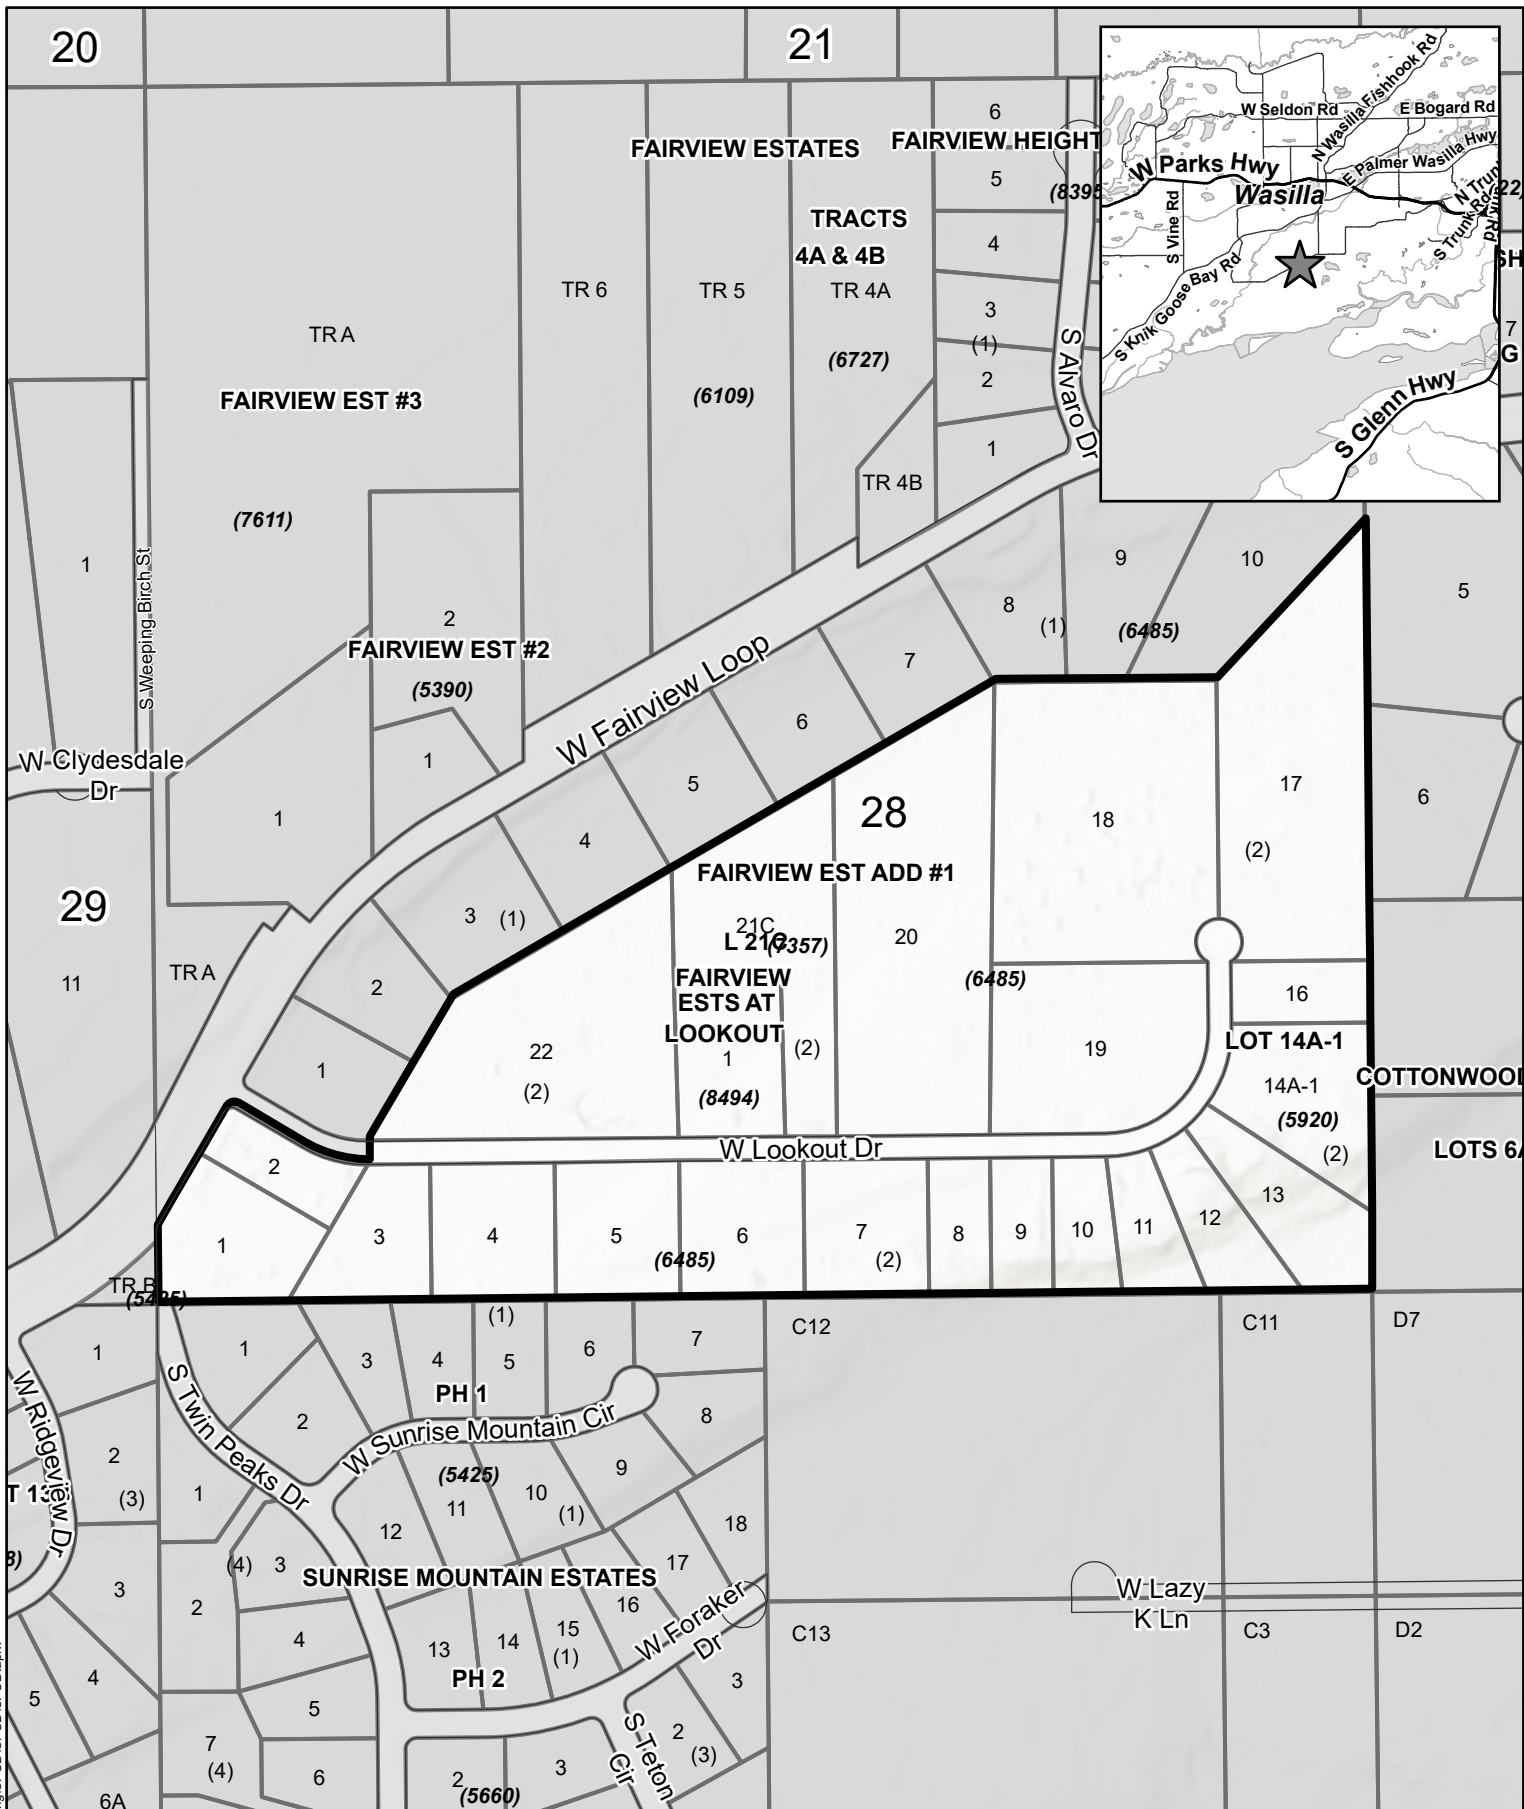 20
21
6
FAIRVIEW ESTATES
FAIRVIEW HEIGHT
5
(8395
TRACTS
4A & 4B
4
TR 6
TR 5
TR 4A
3
(1)
TR A
(6727)
2
(6109)
FAIRVIEW EST #3
S Alvaro Dr
1
TR 4B
(7611)
W Seldon Rd
N Wasilla Fishhook Rd
E Bogard Rd
W Parks Hwy
E Palmer Wasilla Hwy
Wasilla
S Vine Rd
S Trunk Rd
S Knik Goose Bay Rd
S Glenn Hwy
22)
SH
7
G
1
S Weeping Birch St
9
10
8
(1)
(6485)
5
2
FAIRVIEW EST #2
(5390)
7
W Fairview Loop
6
W Clydesdale
Dr
1
5
17
6
1
4
28
18
(2)
FAIRVIEW EST ADD #1
29
3
(1)
21C
L 21C
(7357)
20
TR A
11
2
FAIRVIEW
ESTS AT
LOOKOUT
(6485)
16
22
(2)
1
(2)
19
LOT 14A-1
1
(8494)
14A-1
COTTONWOOD
(5920)
(2)
LOTS 6A
W Lookout Dr
2
13
1
3
4
5
6
7
8
9
10
11
12
(6485)
(2)
TR B
(5425)
(1)
C12
C11
D7
1
1
3
4
5
6
7
PH 1
W Ridgeview Dr
S Twin Peaks Dr
2
W Sunrise Mountain Cir
8
2
(3)
1
(5425)
9
T 13
11
10
(1)
12
18
8)
(4)
3
17
SUNRISE MOUNTAIN ESTATES
3
2
16
W Lazy
K Ln
W Foraker
Dr
4
13
14
15
(1)
C13
C3
D2
4
PH 2
3
5
5
7
(4)
6
2
3
S Teton
Cir
2
(3)
(5660)
6A